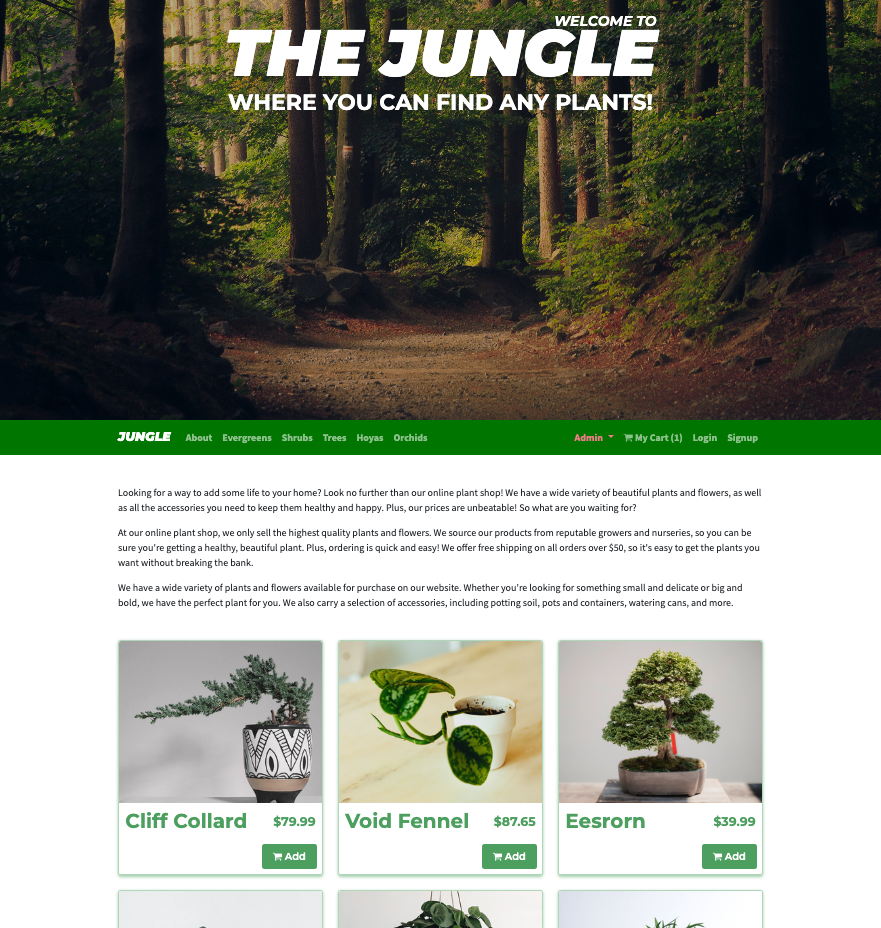 WELCOME TO
THE JUNGLE
WHERE YOU CAN FIND ANY PLANTS!
JUNGLE About Evergreens Shrubs Trees Hoyas Orchids Admin My Cart (1) Login Signup
Looking for a way to add some life to your home? Look no further than our online plant shop! We have a wide variety of beautiful plants and flowers, as well
as all the accessories you need to keep them healthy and happy. Plus, our prices are unbeatable! So what are you waiting for?
At our online plant shop, we only sell the highest quality plants and flowers. We source our products from reputable growers and nurseries, so you can be
sure you're getting a healthy, beautiful plant. Plus, ordering is quick and easy! We offer free shipping on all orders over $50, so it's easy to get the plants you
want without breaking the bank.
We have a wide variety of plants and flowers available for purchase on our website. Whether you're looking for something small and delicate or big and
bold, we have the perfect plant for you. We also carry a selection of accessories, including potting soil, pots and containers, watering cans, and more.
Cliff Collard $79.99
Add
Void Fennel $87.65
Add
Eesrorn $39.99
Add